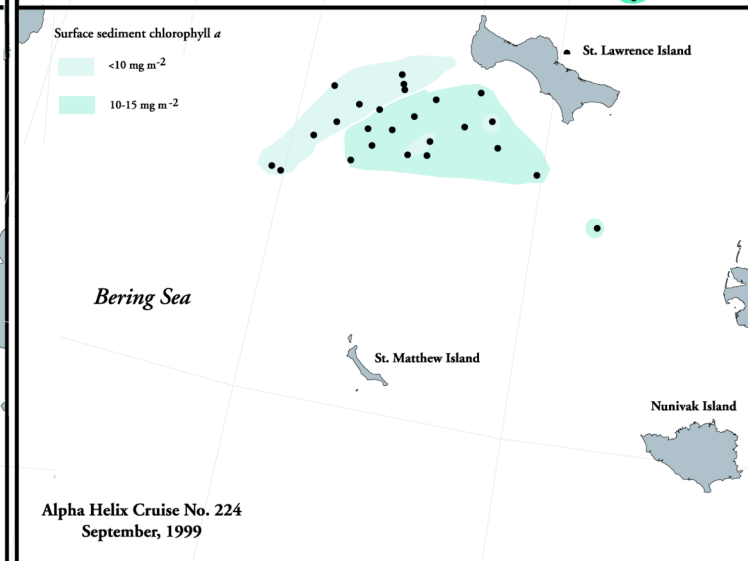 Surface sediment chlorophyll a
<10 mg m-2
10-15 mg m-2
St. Lawrence Island
Bering Sea
St. Matthew Island
Nunivak Island
Alpha Helix Cruise No. 224
September, 1999